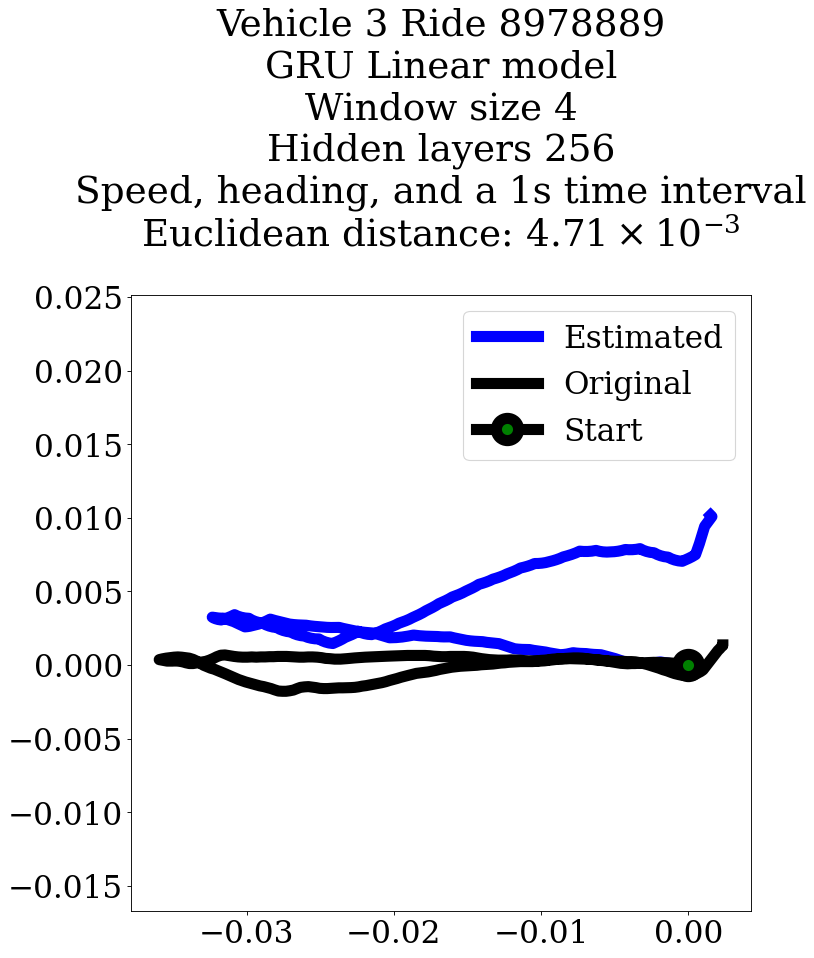 Vehicle 3 Ride 8978889
GRU Linear model
Window size 4
Hidden layers 256
Speed, heading, and a 1s time interval
Euclidean distance: 4.71 × 10⁻³
0.025
0.020
0.015
0.010
0.005
0.000
−0.005
−0.010
−0.015
Estimated
Original
Start
−0.03 −0.02 −0.01 0.00